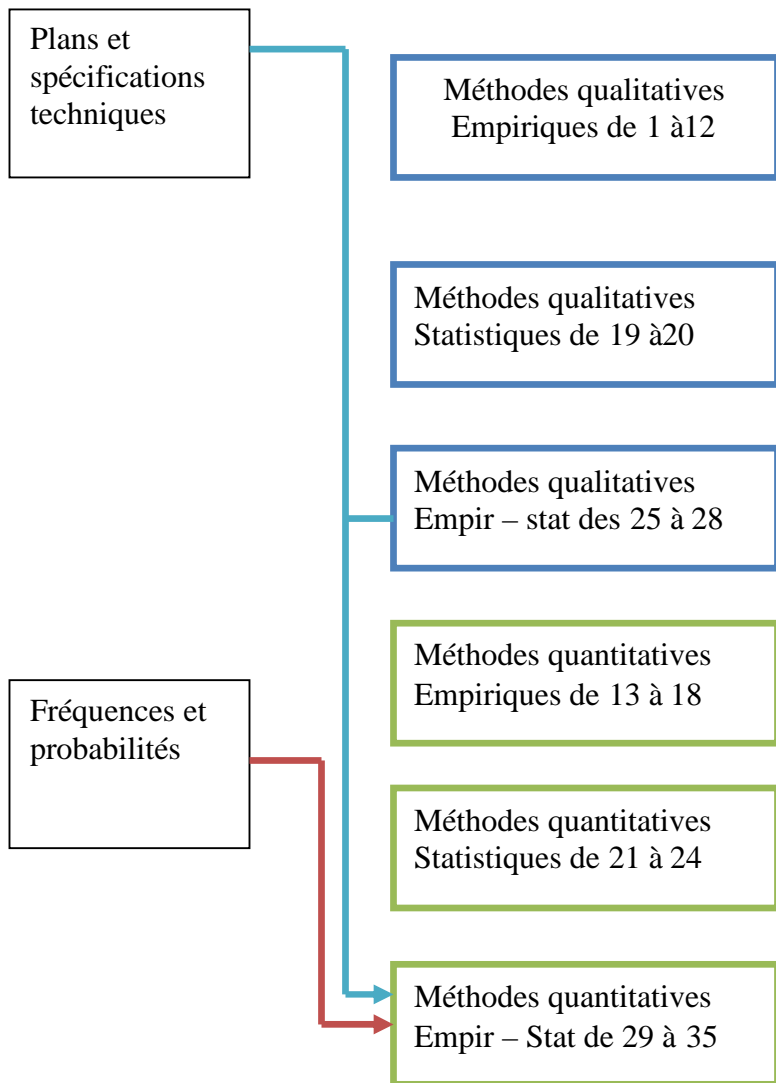 Plans et
spécifications
techniques
Méthodes qualitatives
Empiriques de 1 à12
Méthodes qualitatives
Statistiques de 19 à20
Méthodes qualitatives
Empir – stat des 25 à 28
Méthodes quantitatives
Empiriques de 13 à 18
Fréquences et
probabilités
Méthodes quantitatives
Statistiques de 21 à 24
Méthodes quantitatives
Empir – Stat de 29 à 35